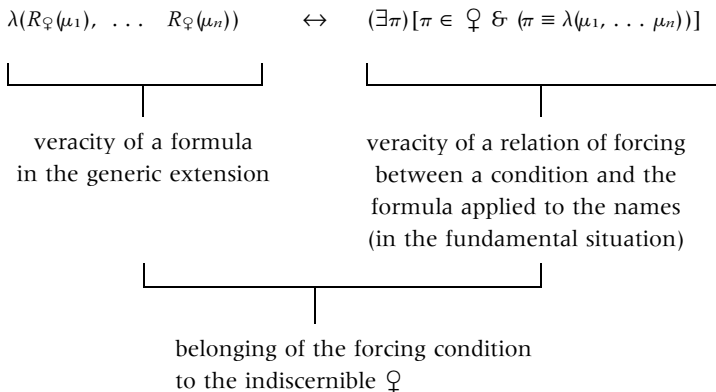 λ(R♀(μ1), ... R♀(μn)) ↔ (∃π)[π ∈ ♀ & (π ≡ λ(μ1, ... μn))]
veracity of a formula
in the generic extension
veracity of a relation of forcing
between a condition and the
formula applied to the names
(in the fundamental situation)
belonging of the forcing condition
to the indiscernible ♀